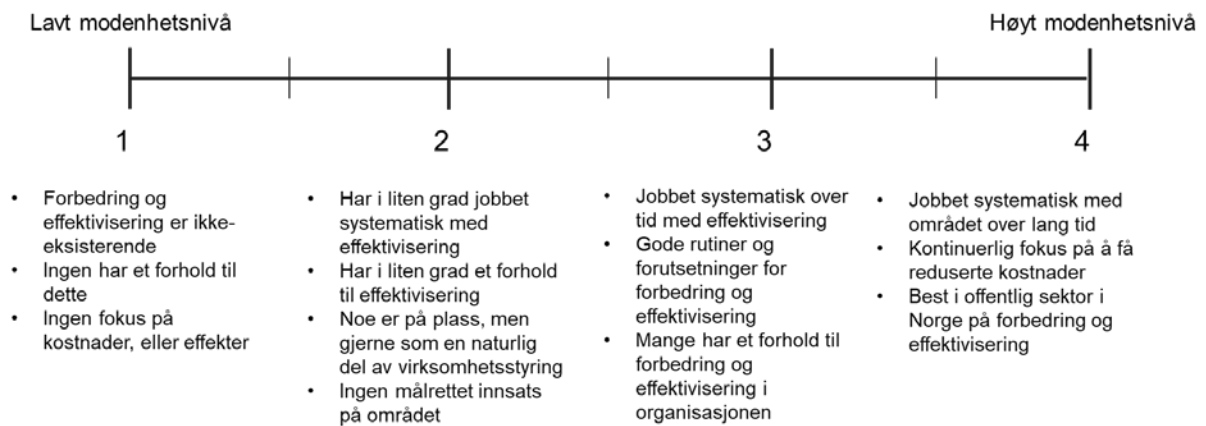 Lavt modenhetsnivå
Høyt modenhetsnivå
1
2
3
4
• Forbedring og
effektivisering er ikke-
eksisterende
• Ingen har et forhold til
dette
• Ingen fokus på
kostnader, eller effekter
• Har i liten grad jobbet
systematisk med
effektivisering
• Har i liten grad et forhold
til effektivisering
• Noe er på plass, men
gjerne som en naturlig
del av virksomhetsstyring
• Ingen målrettet innsats
på området
• Jobbet systematisk over
tid med effektivisering
• Gode rutiner og
forutsetninger for
forbedring og
effektivisering
• Mange har et forhold til
forbedring og
effektivisering i
organisasjonen
• Jobbet systematisk med
området over lang tid
• Kontinuerlig fokus på å få
reduserte kostnader
• Best i offentlig sektor i
Norge på forbedring og
effektivisering